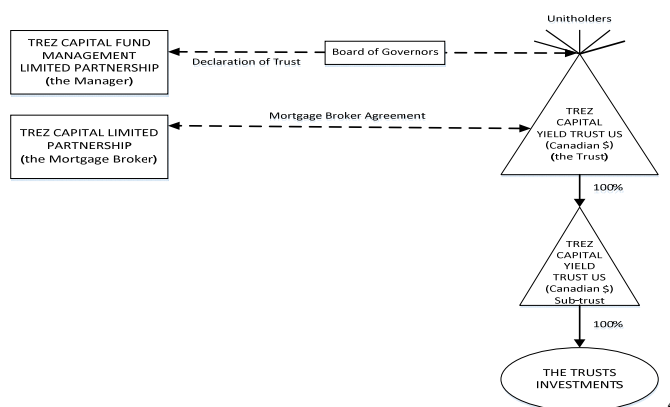 Unitholders
TREZ CAPITAL FUND
MANAGEMENT
LIMITED PARTNERSHIP
(the Manager)
Board of Governors
Declaration of Trust
TREZ CAPITAL LIMITED
PARTNERSHIP
(the Mortgage Broker)
Mortgage Broker Agreement
TREZ
CAPITAL
YIELD TRUST US
(Canadian $)
(the Trust)
100%
TREZ
CAPITAL
YIELD
TRUST US
(Canadian $)
Sub-trust
100%
THE TRUSTS
INVESTMENTS